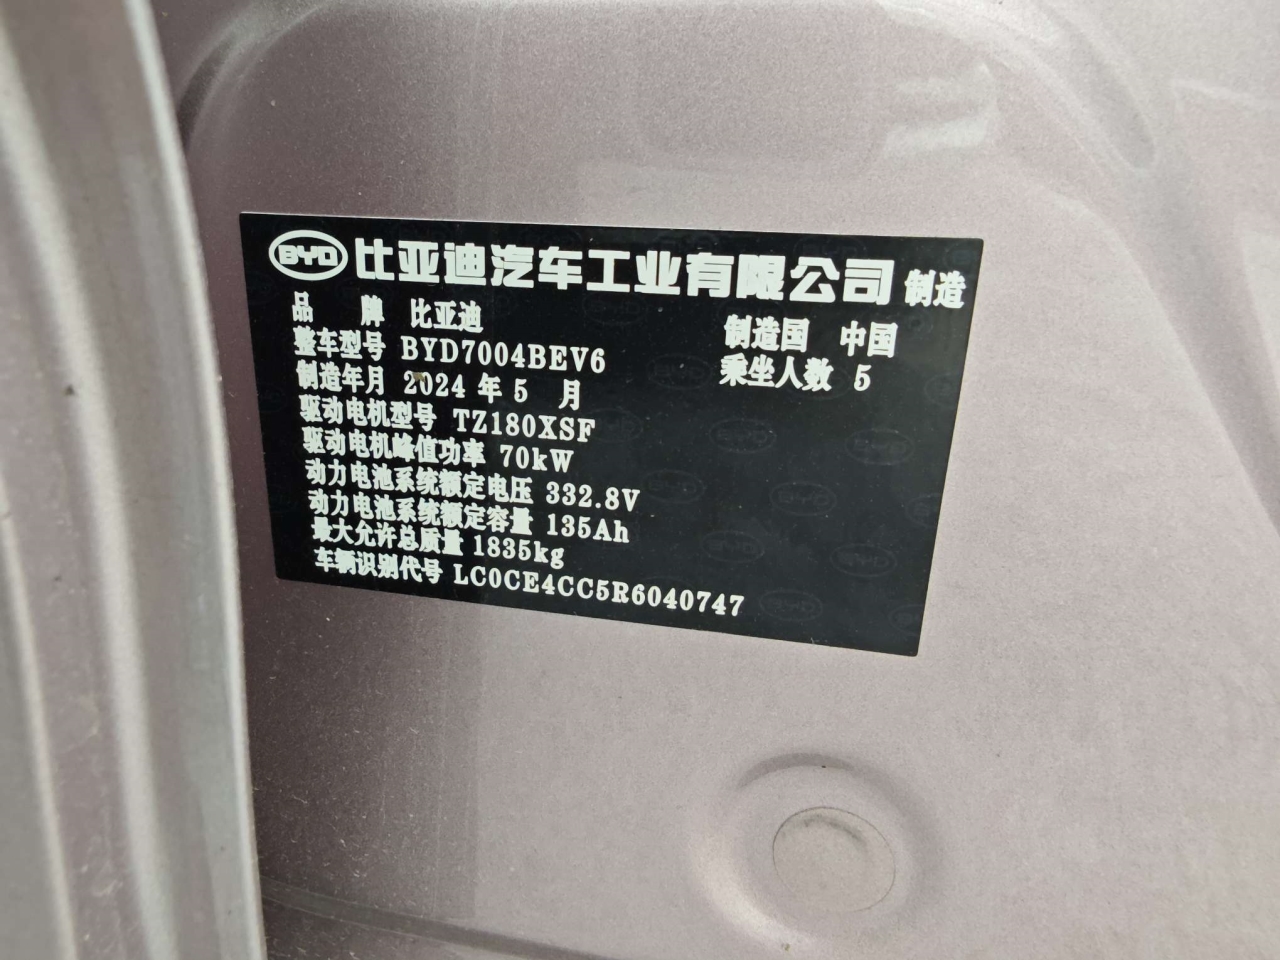 BYD 比亚迪汽车工业有限公司 制造
品 牌 比亚迪 制造国 中国
整车型号 BYD7004BEV6 乘坐人数 5
制造年月 2024 年 5 月
驱动电机型号 TZ180XSF
驱动电机峰值功率 70kW
动力电池系统额定电压 332.8V
动力电池系统额定容量 135Ah
最大允许总质量 1835kg
车辆识别代号 LC0CE4CC5R6040747